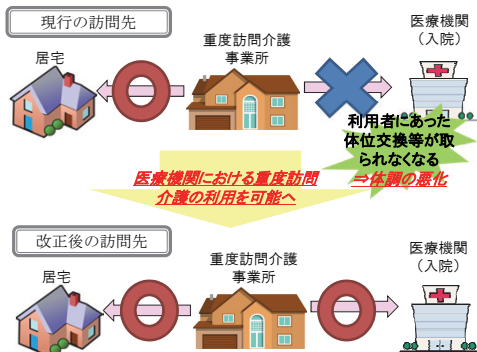 現行の訪問先
居宅
重度訪問介護
事業所
医療機関
（入院）
利用者にあった
体位交換等が取
られなくなる
⇒体調の悪化
医療機関における重度訪問
介護の利用を可能へ
改正後の訪問先
居宅
重度訪問介護
事業所
医療機関
（入院）